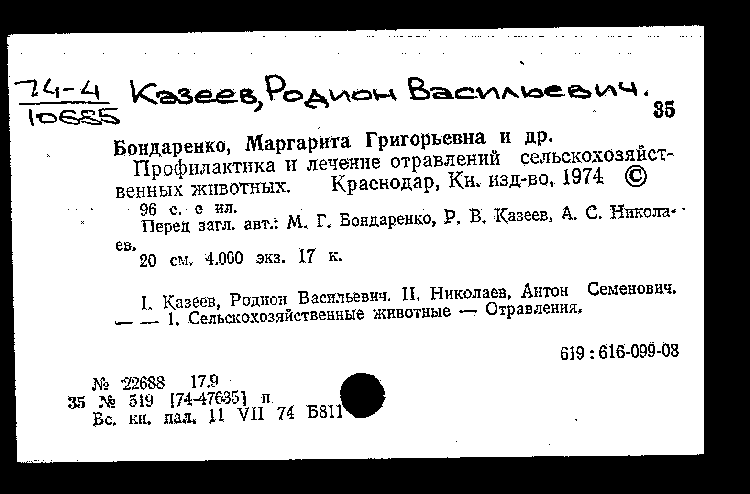 74-4
10685
Казеев, Родион Васильевич.
35
Бондаренко, Маргарита Григорьевна и др.
Профилактика и лечение отравлений сельскохозяйст-
венных животных. Краснодар, Кн. изд-во, 1974 ©
96 с. с ил.
Перед загл. авт.: М. Г. Бондаренко, Р. В. Казеев, А. С. Никола-
ев.
20 см. 4.000 экз. 17 к.
I. Казеев, Родион Васильевич. II. Николаев, Антон Семенович.
— — 1. Сельскохозяйственные животные — Отравления.
619 : 616-099-08
№ 22688 17.9
35 № 519 [74-47635] п
Вс. кн. пал. 11 VII 74 Б811